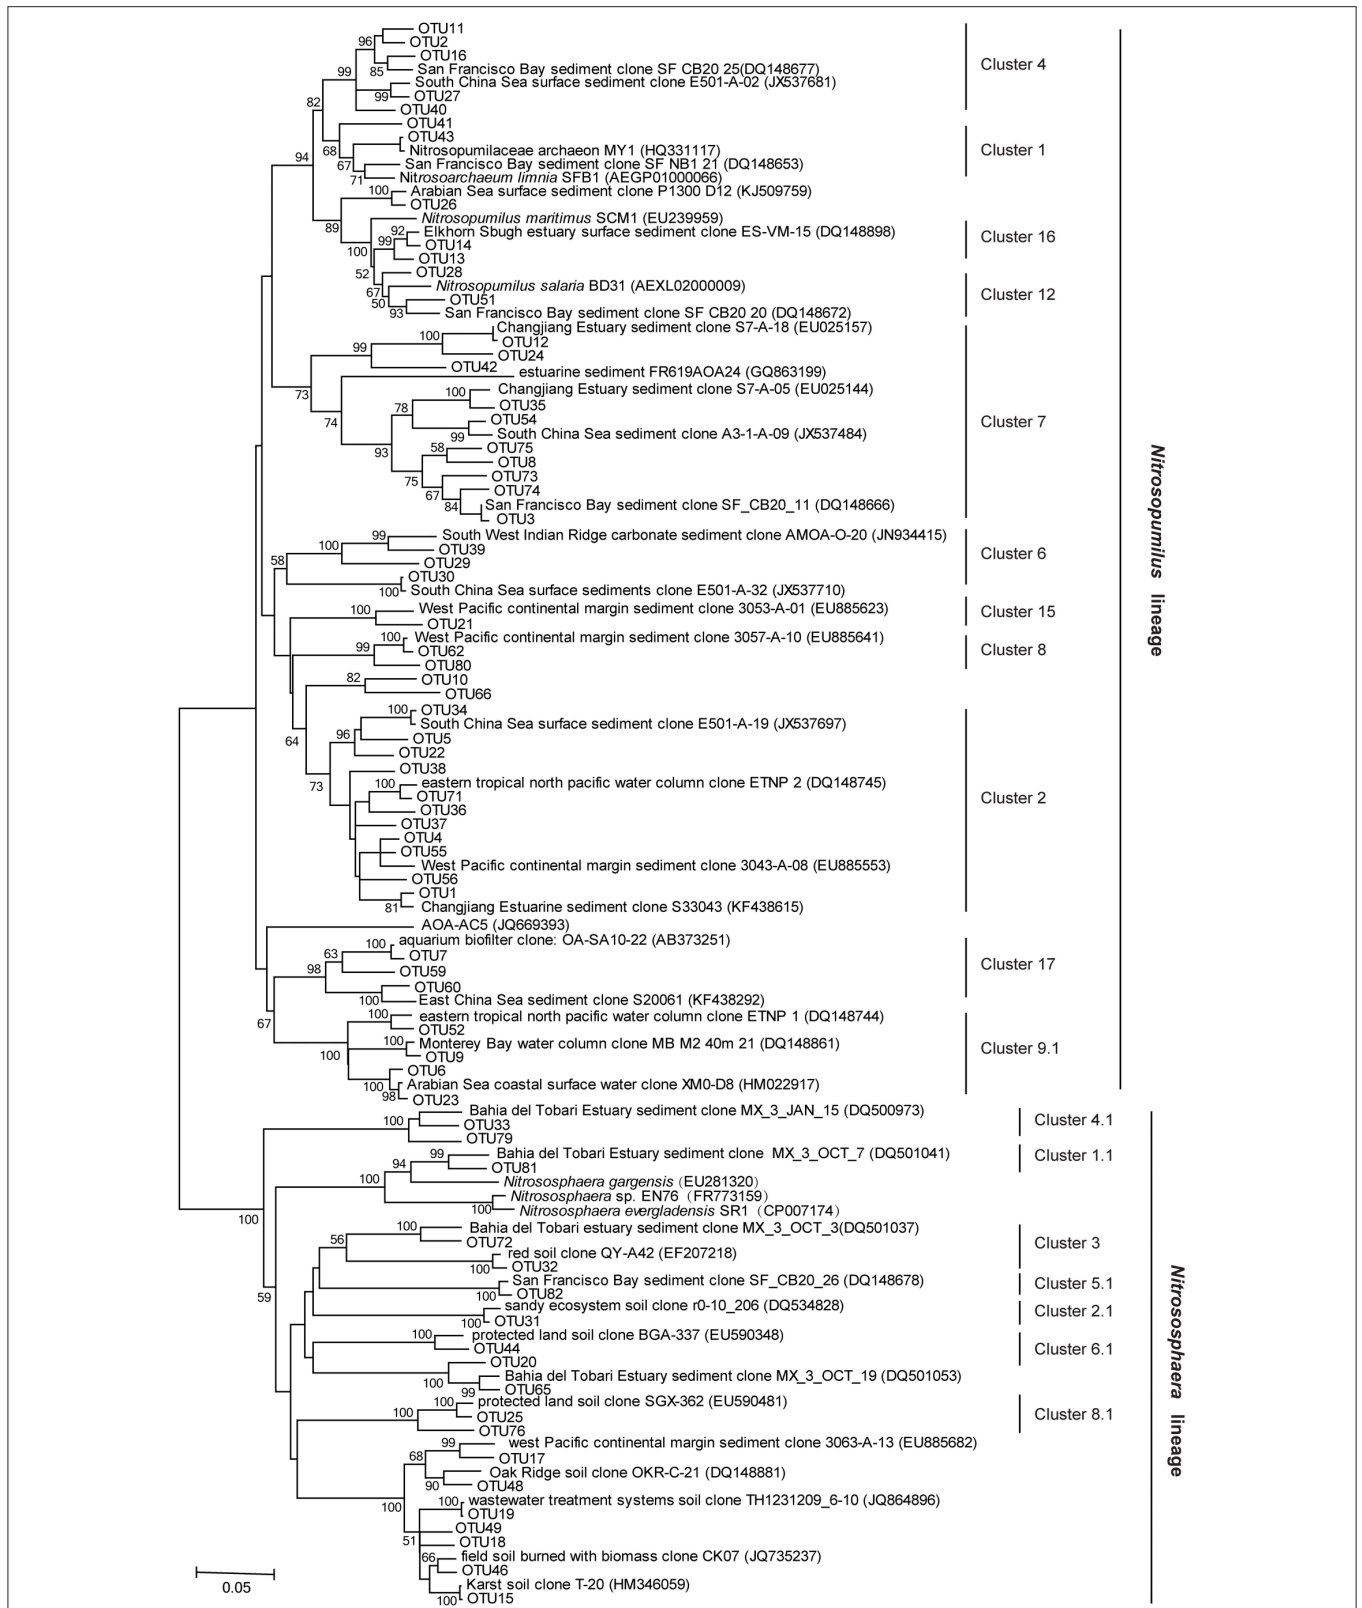 OTU11
96
OTU2
OTU16
99
85
San Francisco Bay sediment clone SF CB20 25(DQ148677)
Cluster 4
South China Sea surface sediment clone E501-A-02 (JX537681)
99
OTU27
82
OTU40
OTU41
OTU43
68
Nitrosopumilaceae archaeon MY1 (HQ331117)
Cluster 1
94
67
San Francisco Bay sediment clone SF NB1 21 (DQ148653)
71
Nitrosoarchaeum limnia SFB1 (AEGP01000066)
100
Arabian Sea surface sediment clone P1300 D12 (KJ509759)
OTU26
89
Nitrosopumilus maritimus SCM1 (EU239959)
92
Elkhorn Sbugh estuary surface sediment clone ES-VM-15 (DQ148898)
Cluster 16
99
OTU14
100
OTU13
52
OTU28
67
Nitrosopumilus salaria BD31 (AEXL02000009)
Cluster 12
50
OTU51
93
San Francisco Bay sediment clone SF CB20 20 (DQ148672)
Changjiang Estuary sediment clone S7-A-18 (EU025157)
100
OTU12
99
OTU24
OTU42
estuarine sediment FR619AOA24 (GQ863199)
73
100
Changjiang Estuary sediment clone S7-A-05 (EU025144)
78
OTU35
74
OTU54
Cluster 7
99
South China Sea sediment clone A3-1-A-09 (JX537484)
93
58
OTU75
OTU8
75
OTU73
67
OTU74
84
San Francisco Bay sediment clone SF_CB20_11 (DQ148666)
OTU3
99
South West Indian Ridge carbonate sediment clone AMOA-O-20 (JN934415)
100
OTU39
Cluster 6
58
OTU29
OTU30
100
South China Sea surface sediments clone E501-A-32 (JX537710)
100
West Pacific continental margin sediment clone 3053-A-01 (EU885623)
Cluster 15
OTU21
100
West Pacific continental margin sediment clone 3057-A-10 (EU885641)
99
OTU62
Cluster 8
OTU80
82
OTU10
OTU66
100
OTU34
South China Sea surface sediment clone E501-A-19 (JX537697)
64
96
OTU5
OTU22
OTU38
73
100
eastern tropical north pacific water column clone ETNP 2 (DQ148745)
OTU71
Cluster 2
OTU36
OTU37
OTU4
OTU55
West Pacific continental margin sediment clone 3043-A-08 (EU885553)
OTU56
OTU1
81
Changjiang Estuarine sediment clone S33043 (KF438615)
AOA-AC5 (JQ669393)
100
aquarium biofilter clone: OA-SA10-22 (AB373251)
63
OTU7
98
OTU59
Cluster 17
OTU60
100
East China Sea sediment clone S20061 (KF438292)
67
100
eastern tropical north pacific water column clone ETNP 1 (DQ148744)
OTU52
100
Monterey Bay water column clone MB M2 40m 21 (DQ148861)
Cluster 9.1
100
OTU9
OTU6
100
Arabian Sea coastal surface water clone XM0-D8 (HM022917)
98
OTU23
Nitrosopumilus lineage
Bahia del Tobari Estuary sediment clone MX_3_JAN_15 (DQ500973)
100
OTU33
Cluster 4.1
OTU79
99
Bahia del Tobari Estuary sediment clone MX_3_OCT_7 (DQ501041)
Cluster 1.1
94
OTU81
100
Nitrososphaera gargensis (EU281320)
Nitrososphaera sp. EN76 (FR773159)
100
Nitrososphaera evergladensis SR1 (CP007174)
100
100
Bahia del Tobari estuary sediment clone MX_3_OCT_3(DQ501037)
56
OTU72
Cluster 3
red soil clone QY-A42 (EF207218)
100
OTU32
San Francisco Bay sediment clone SF_CB20_26 (DQ148678)
Cluster 5.1
59
100
OTU82
sandy ecosystem soil clone r0-10_206 (DQ534828)
Cluster 2.1
100
OTU31
100
protected land soil clone BGA-337 (EU590348)
OTU44
Cluster 6.1
OTU20
100
Bahia del Tobari Estuary sediment clone MX_3_OCT_19 (DQ501053)
99
OTU65
100
protected land soil clone SGX-362 (EU590481)
100
OTU25
Cluster 8.1
OTU76
99
west Pacific continental margin sediment clone 3063-A-13 (EU885682)
68
OTU17
Oak Ridge soil clone OKR-C-21 (DQ148881)
90
OTU48
100
100
wastewater treatment systems soil clone TH1231209_6-10 (JQ864896)
OTU19
OTU49
51
OTU18
66
field soil burned with biomass clone CK07 (JQ735237)
OTU46
Karst soil clone T-20 (HM346059)
100
OTU15
Nitrososphaera lineage
0.05